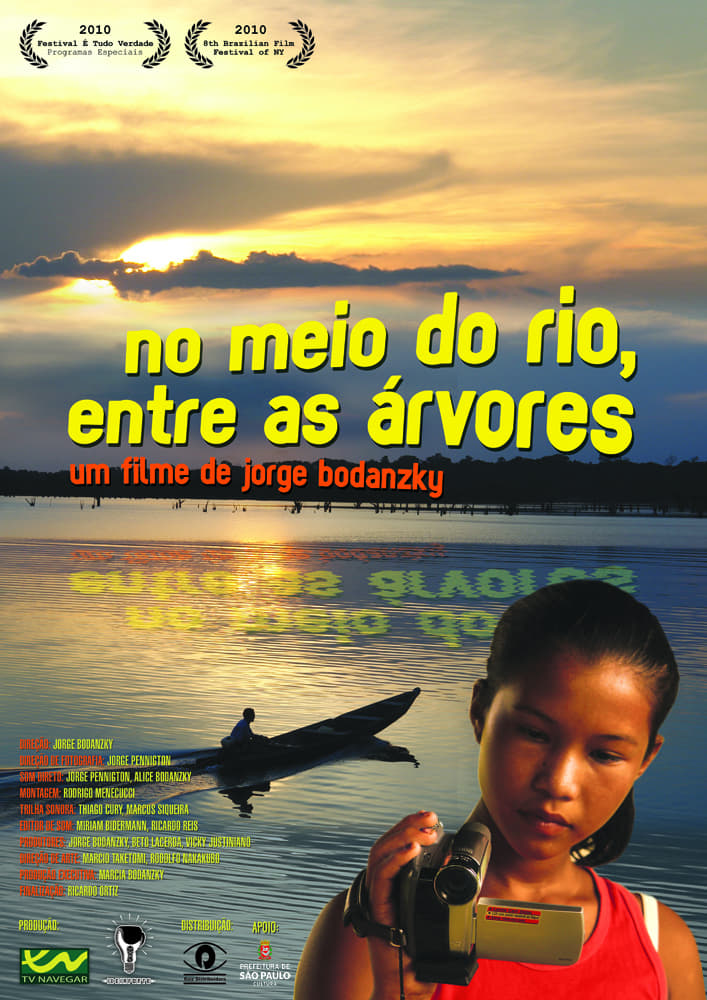 2010
Festival É Tudo Verdade
Programas Especiais
2010
8th Brazilian Film
Festival of NY
no meio do rio,
entre as árvores
um filme de jorge bodanzky
DIREÇÃO: JORGE BODANZKY
DIREÇÃO DE FOTOGRAFIA: JORGE PENNIGTON
SOM DIRETO: JORGE PENNIGTON, ALICE BODANZKY
MONTAGEM: RODRIGO MENECUCCI
TRILHA SONORA: THIAGO CURY, MARCUS SIQUEIRA
EDITOR DE SOM: MIRIAM BIDERMANN, RICARDO REIS
PRODUTORES: JORGE BODANZKY, BETO LACERDA, VICKY JUSTINIANO
DIREÇÃO DE ARTE: MARCIO TAKETOMI, RODOLFO NAKAKUBO
PRODUÇÃO EXECUTIVA: MARCIA BODANZKY
FINALIZAÇÃO: RICARDO ORTIZ
PRODUÇÃO:
DISTRIBUIÇÃO:
APOIO:
TV NAVEGAR
PREFEITURA DE
SÃO PAULO
CULTURA